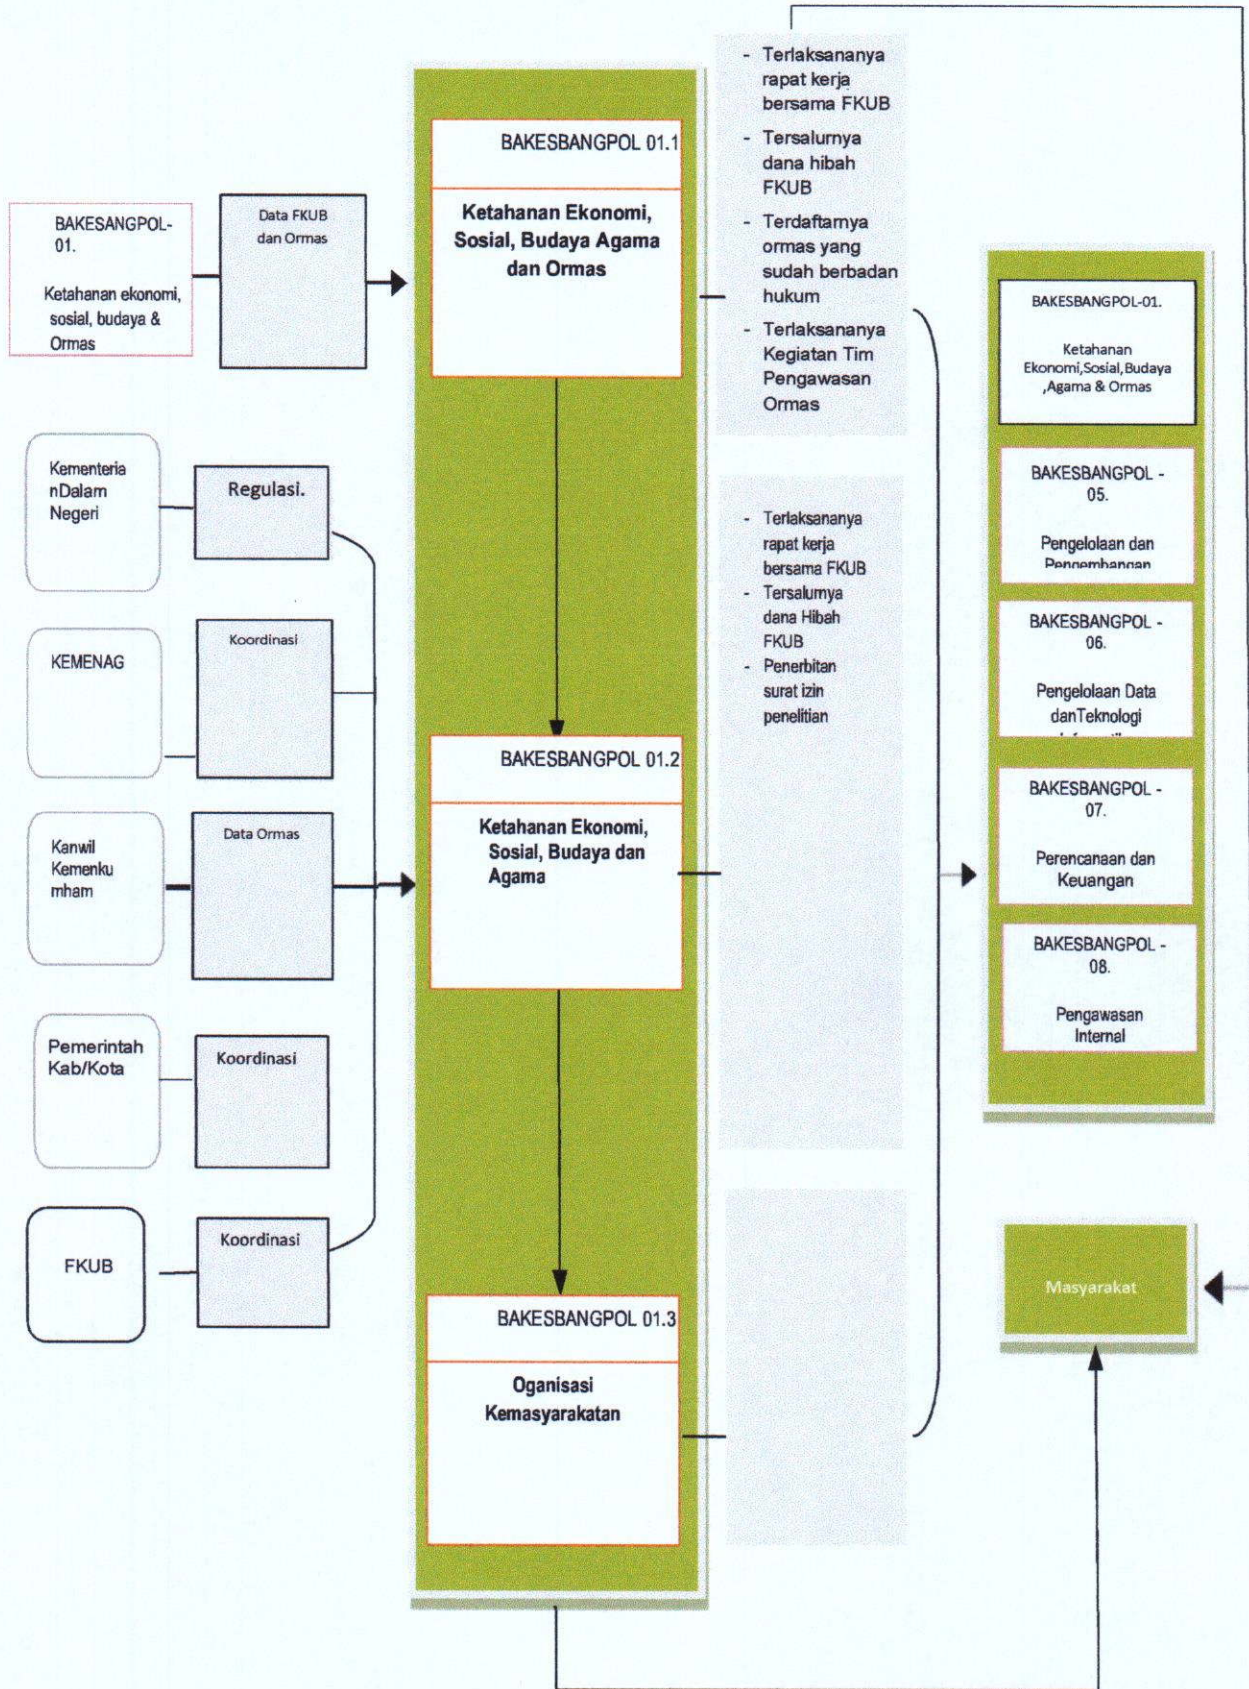 BAKESANGPOL-
01.
Ketahanan ekonomi,
sosial, budaya &
Ormas
Data FKUB
dan Ormas
Kementeria
nDalam
Negeri
Regulasi.
KEMENAG
Koordinasi
Kanwil
Kemenku
mham
Data Ormas
Pemerintah
Kab/Kota
Koordinasi
FKUB
Koordinasi
BAKESBANGPOL 01.1
Ketahanan Ekonomi,
Sosial, Budaya Agama
dan Ormas
BAKESBANGPOL 01.2
Ketahanan Ekonomi,
Sosial, Budaya dan
Agama
BAKESBANGPOL 01.3
Oganisasi
Kemasyarakatan
- Terlaksananya
rapat kerja
bersama FKUB
- Tersalurnya
dana hibah
FKUB
- Terdaftarnya
ormas yang
sudah berbadan
hukum
- Terlaksananya
Kegiatan Tim
Pengawasan
Ormas
- Terlaksananya
rapat kerja
bersama FKUB
- Tersalurnya
dana Hibah
FKUB
- Penerbitan
surat izin
penelitian
BAKESBANGPOL-01.
Ketahanan
Ekonomi,Sosial,Budaya
,Agama & Ormas
BAKESBANGPOL -
05.
Pengelolaan dan
Pengembangan
BAKESBANGPOL -
06.
Pengelolaan Data
danTeknologi
BAKESBANGPOL -
07.
Perencanaan dan
Keuangan
BAKESBANGPOL -
08.
Pengawasan
Internal
Masyarakat